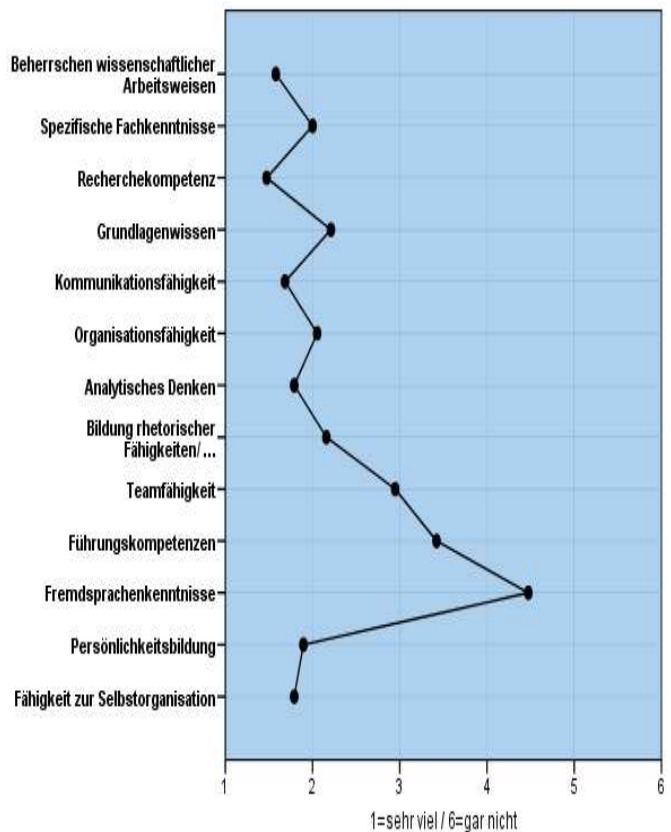 Beherrschen wissenschaftlicher
Arbeitsweisen
Spezifische Fachkenntnisse
Recherchekompetenz
Grundlagenwissen
Kommunikationsfähigkeit
Organisationsfähigkeit
Analytisches Denken
Bildung rhetorischer
Fähigkeiten/ ...
Teamfähigkeit
Führungskompetenzen
Fremdsprachenkenntnisse
Persönlichkeitsbildung
Fähigkeit zur Selbstorganisation
1 2 3 4 5 6
1=sehr viel / 6=gar nicht